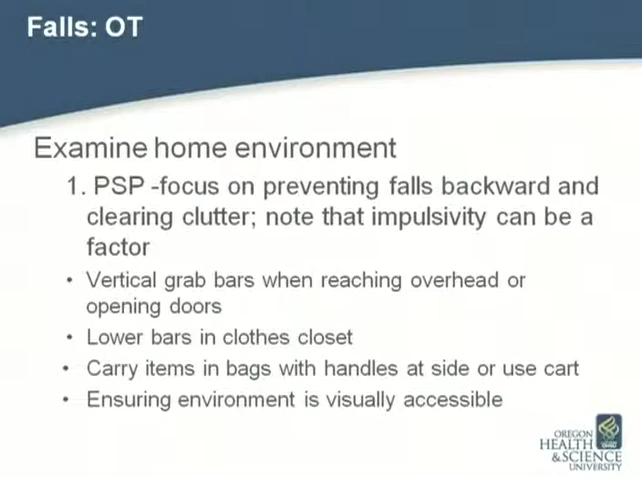 Falls: OT
Examine home environment
1. PSP -focus on preventing falls backward and
clearing clutter; note that impulsivity can be a
factor
• Vertical grab bars when reaching overhead or
opening doors
• Lower bars in clothes closet
• Carry items in bags with handles at side or use cart
• Ensuring environment is visually accessible
OREGON
HEALTH
&SCIENCE
UNIVERSITY